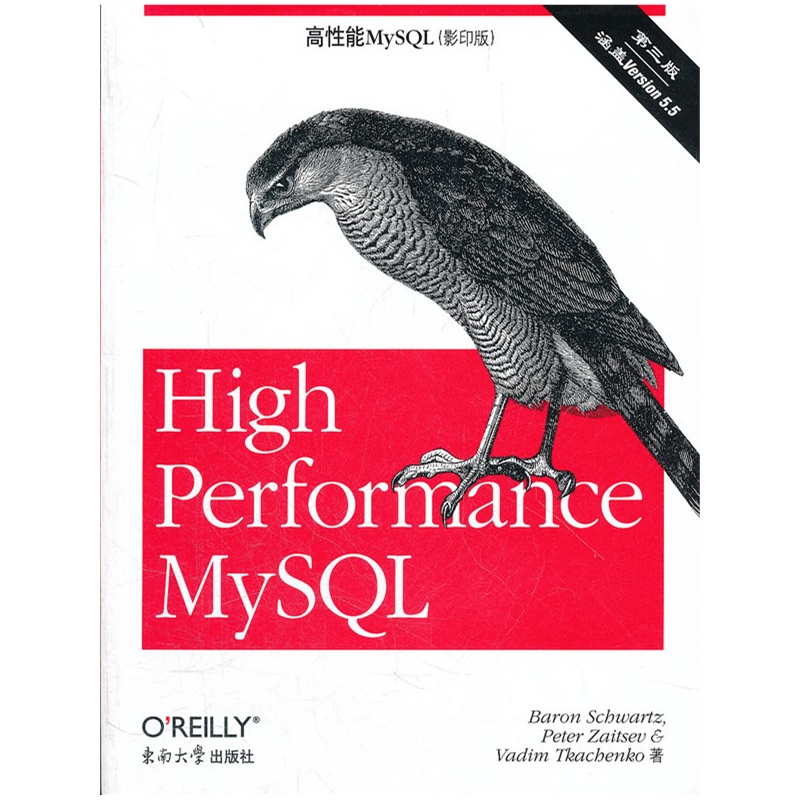 高性能MySQL(影印版)
第三版
涵盖Version 5.5
High
Performance
MySQL
O'REILLY®
東南大學出版社
Baron Schwartz,
Peter Zaitsev &
Vadim Tkachenko 著